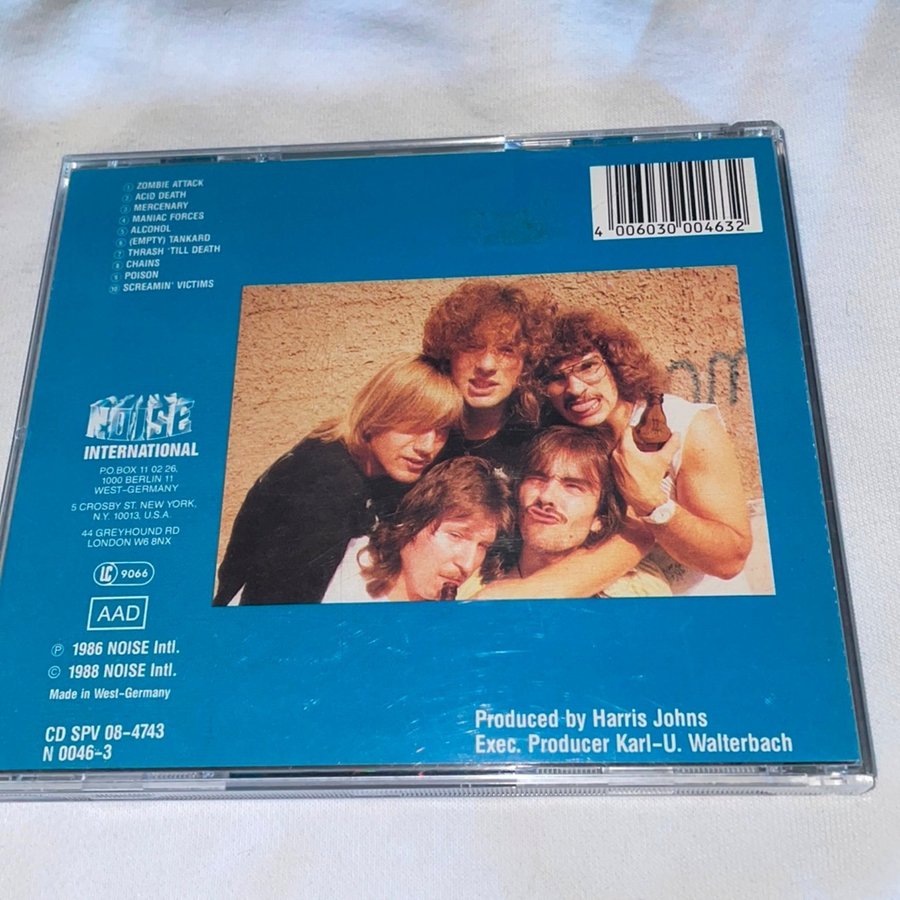 ① ZOMBIE ATTACK
② ACID DEATH
③ MERCENARY
④ MANIAC FORCES
⑤ ALCOHOL
⑥ (EMPTY) TANKARD
⑦ THRASH 'TILL DEATH
⑧ CHAINS
⑨ POISON
⑩ SCREAMIN' VICTIMS
4 006030 004632
NOISE
INTERNATIONAL
PO BOX 11 02 26,
1000 BERLIN 11
WEST-GERMANY
5 CROSBY ST. NEW YORK,
N.Y. 10013, U.S.A.
44 GREYHOUND RD
LONDON W6 8NX
LC 9066
AAD
Ⓟ 1986 NOISE Intl.
© 1988 NOISE Intl.
Made in West-Germany
CD SPV 08-4743
N 0046-3
Produced by Harris Johns
Exec. Producer Karl-U. Walterbach